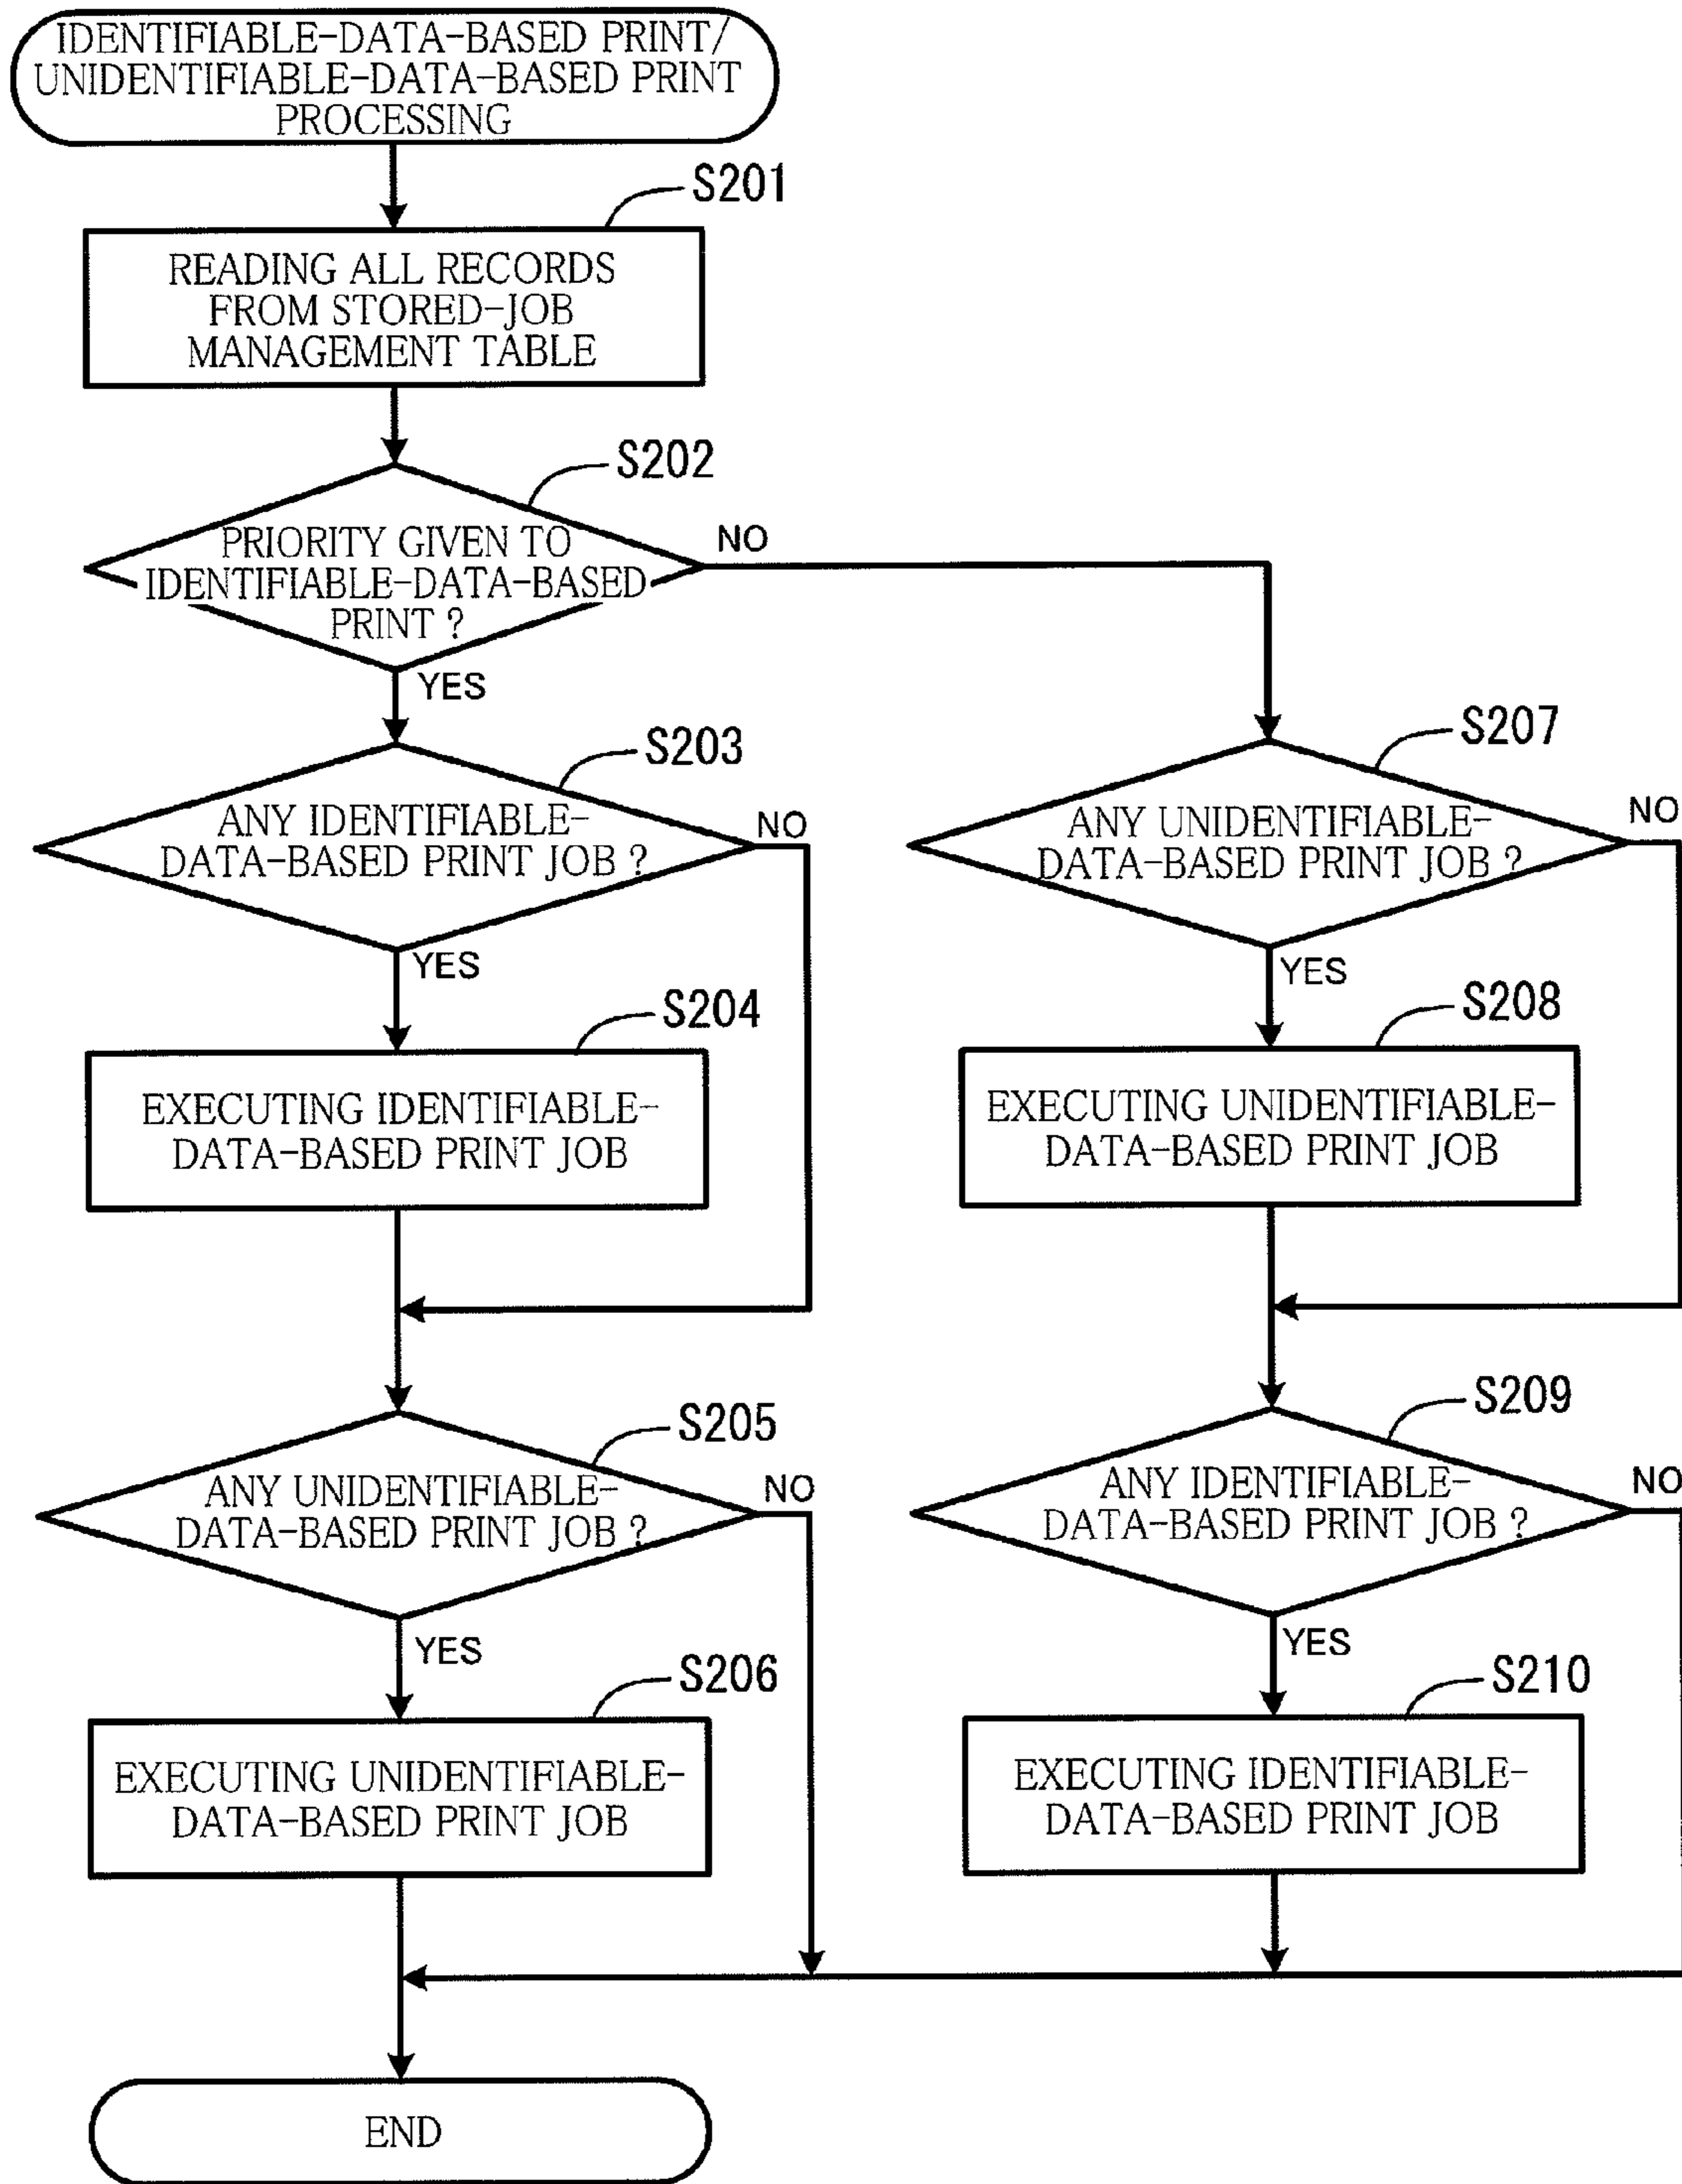 IDENTIFIABLE-DATA-BASED PRINT/
UNIDENTIFIABLE-DATA-BASED PRINT
PROCESSING
S201
READING ALL RECORDS
FROM STORED-JOB
MANAGEMENT TABLE
S202
PRIORITY GIVEN TO
IDENTIFIABLE-DATA-BASED
PRINT ?
NO
YES
S203
ANY IDENTIFIABLE-
DATA-BASED PRINT JOB ?
NO
YES
S204
EXECUTING IDENTIFIABLE-
DATA-BASED PRINT JOB
S205
ANY UNIDENTIFIABLE-
DATA-BASED PRINT JOB ?
NO
YES
S206
EXECUTING UNIDENTIFIABLE-
DATA-BASED PRINT JOB
S207
ANY UNIDENTIFIABLE-
DATA-BASED PRINT JOB ?
NO
YES
S208
EXECUTING UNIDENTIFIABLE-
DATA-BASED PRINT JOB
S209
ANY IDENTIFIABLE-
DATA-BASED PRINT JOB ?
NO
YES
S210
EXECUTING IDENTIFIABLE-
DATA-BASED PRINT JOB
END